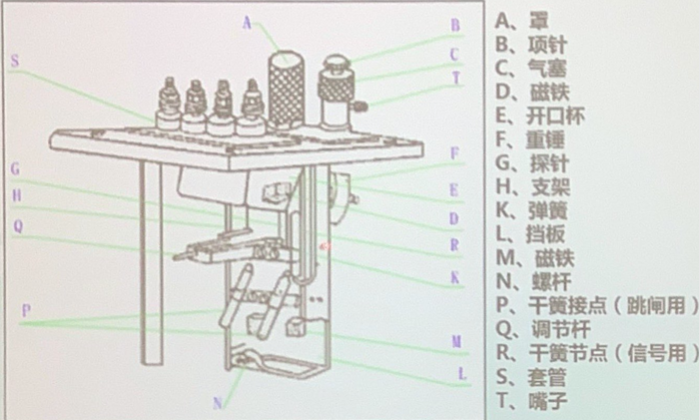 A
B
S
C
T
F
G
E
H
D
Q
R
K
P
M
L
N
A、罩
B、项针
C、气塞
D、磁铁
E、开口杯
F、重锤
G、探针
H、支架
K、弹簧
L、挡板
M、磁铁
N、螺杆
P、干簧接点（跳闸用）
Q、调节杆
R、干簧节点（信号用）
S、套管
T、嘴子